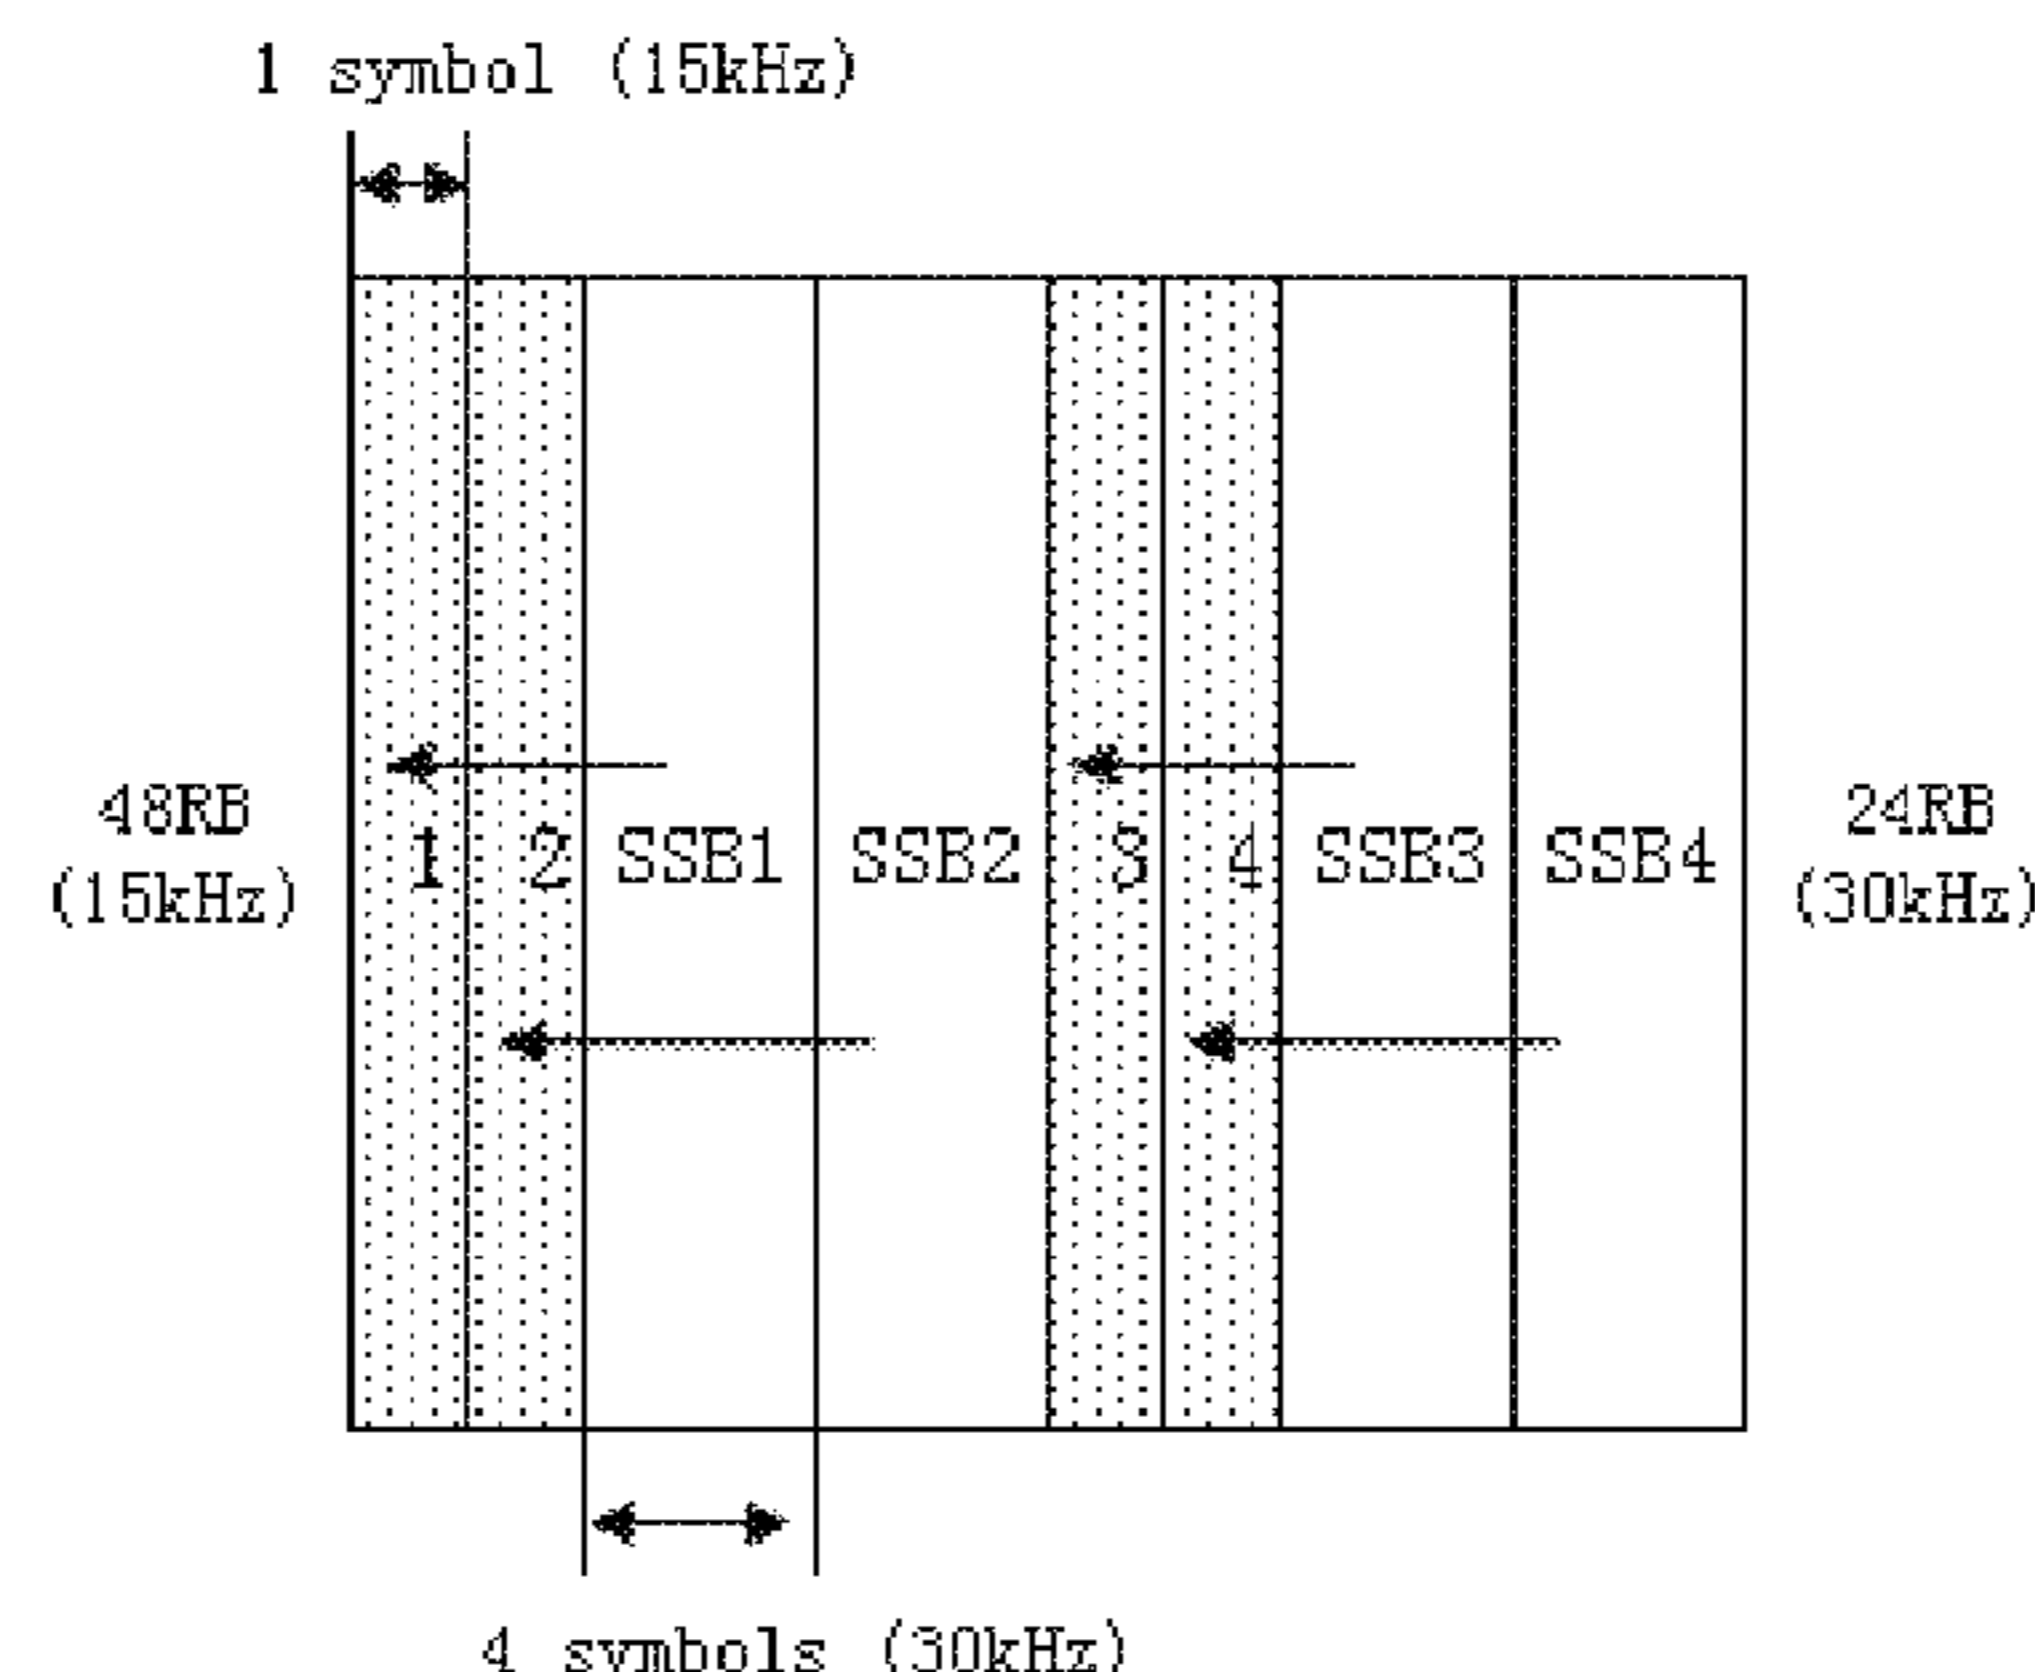 1 symbol (15kHz)
48RB
(15kHz)
1 2 SSB1 SSB2 3 4 SSB3 SSB4
24RB
(30kHz)
4 symbols (30kHz)